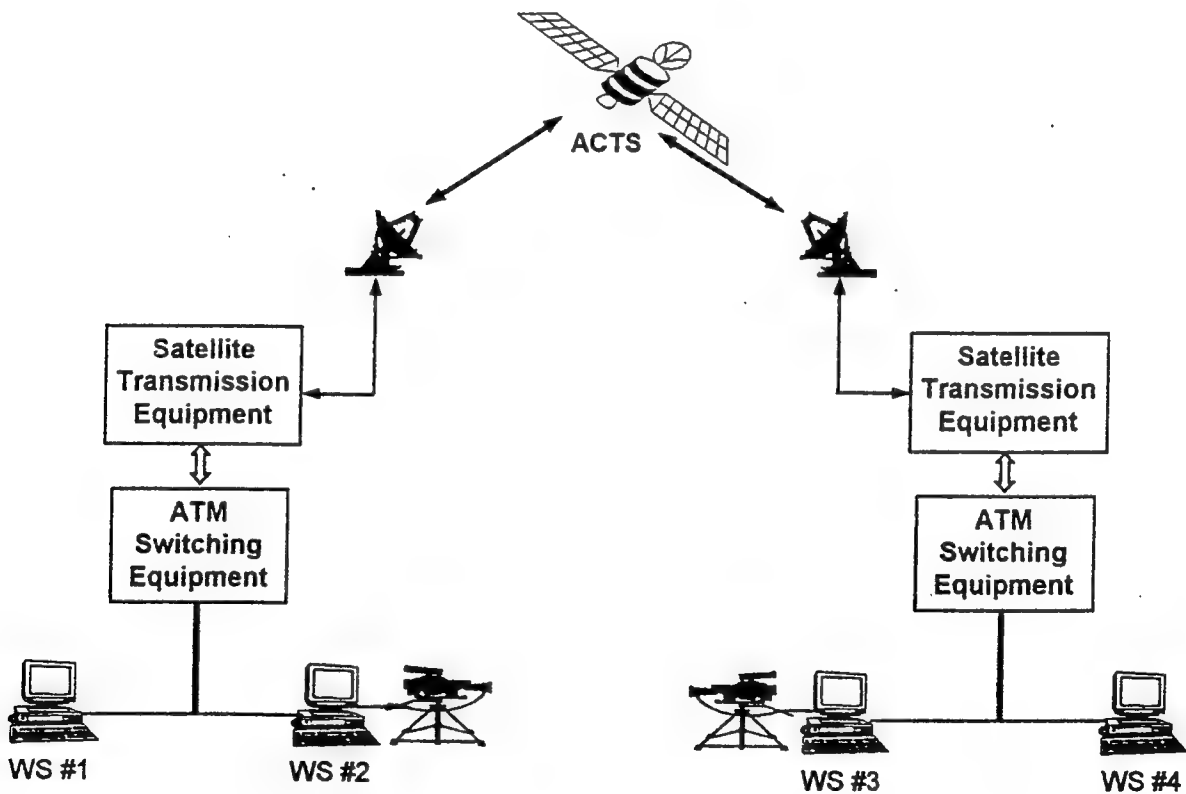 ACTS
Satellite
Transmission
Equipment
ATM
Switching
Equipment
WS #1
WS #2
Satellite
Transmission
Equipment
ATM
Switching
Equipment
WS #3
WS #4